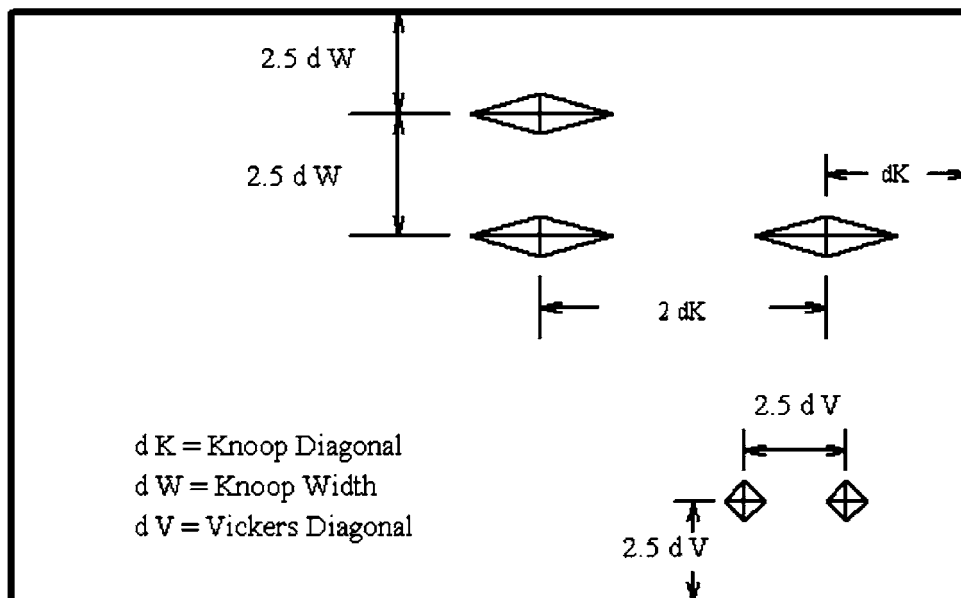 2.5 d W
2.5 d W
dK
2 dK
2.5 d V
d K = Knoop Diagonal
d W = Knoop Width
d V = Vickers Diagonal
2.5 d V